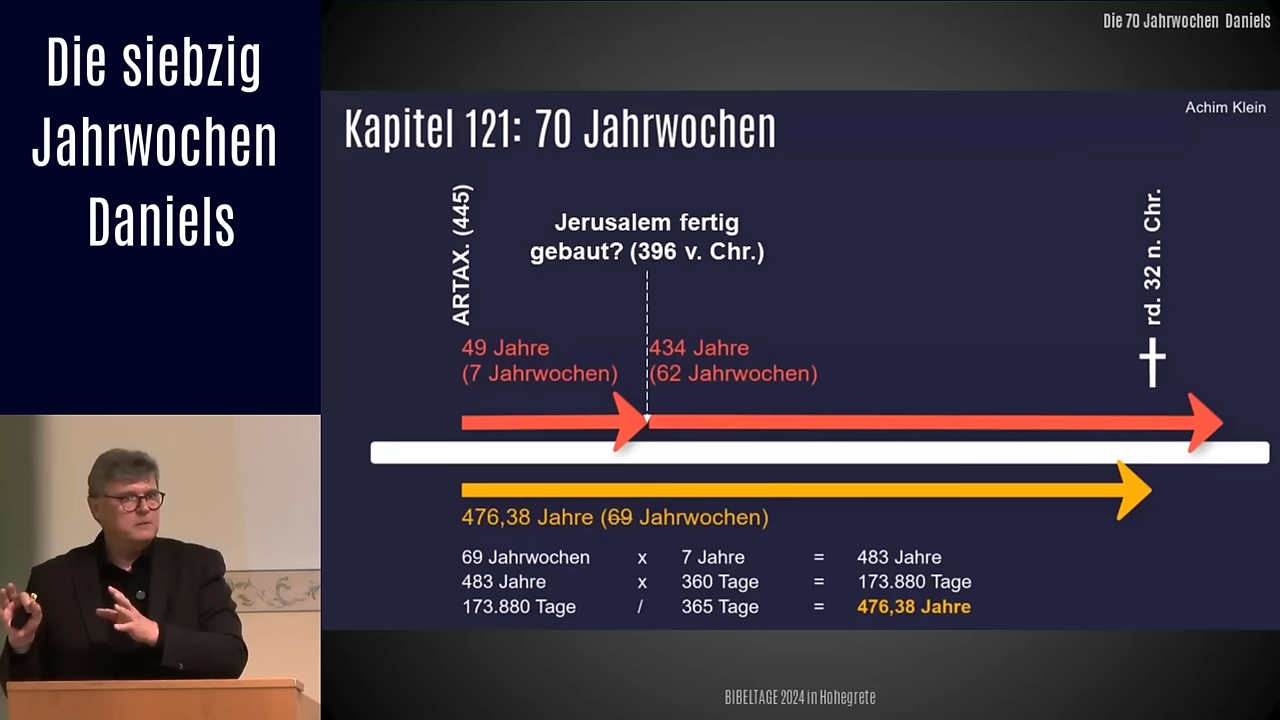 Die siebzig
Jahrwochen
Daniels
Die 70 Jahrwochen Daniels
Achim Klein
Kapitel 121: 70 Jahrwochen
ARTAX. (445)
Jerusalem fertig
gebaut? (396 v. Chr.)
rd. 32 n. Chr.
49 Jahre
(7 Jahrwochen)
434 Jahre
(62 Jahrwochen)
476,38 Jahre (69 Jahrwochen)
69 Jahrwochen x 7 Jahre = 483 Jahre
483 Jahre x 360 Tage = 173.880 Tage
173.880 Tage / 365 Tage = 476,38 Jahre
BIBELTAGE 2024 in Hohegrete